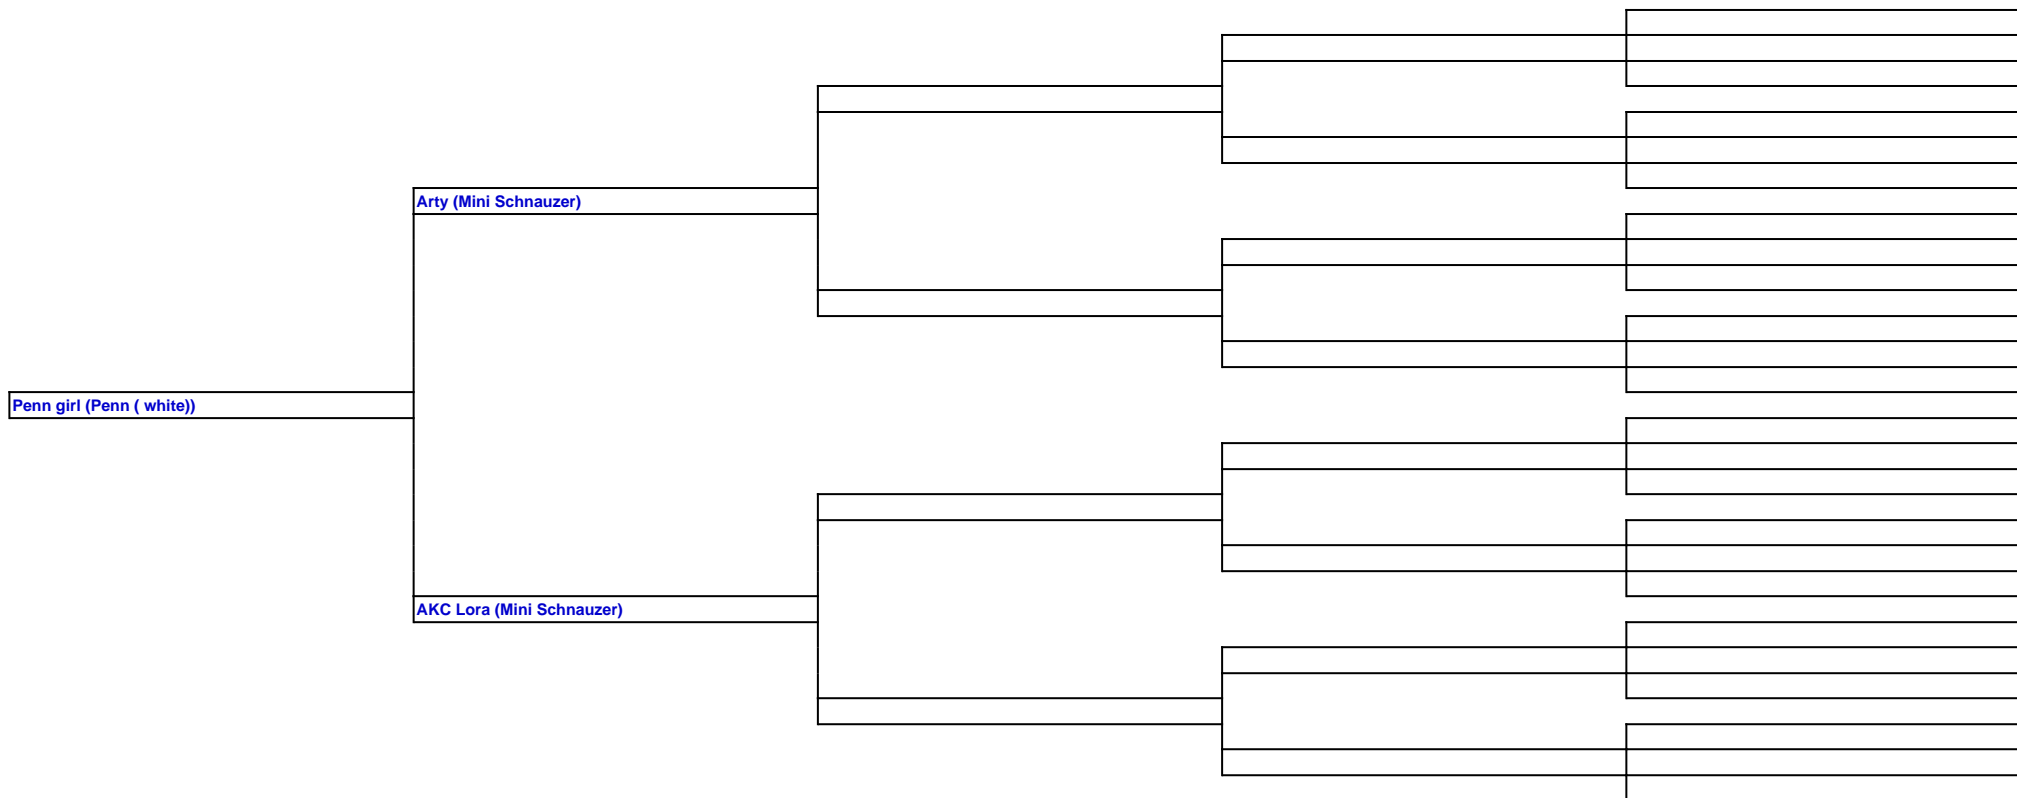 Arty (Mini Schnauzer)
Penn girl (Penn ( white))
AKC Lora (Mini Schnauzer)